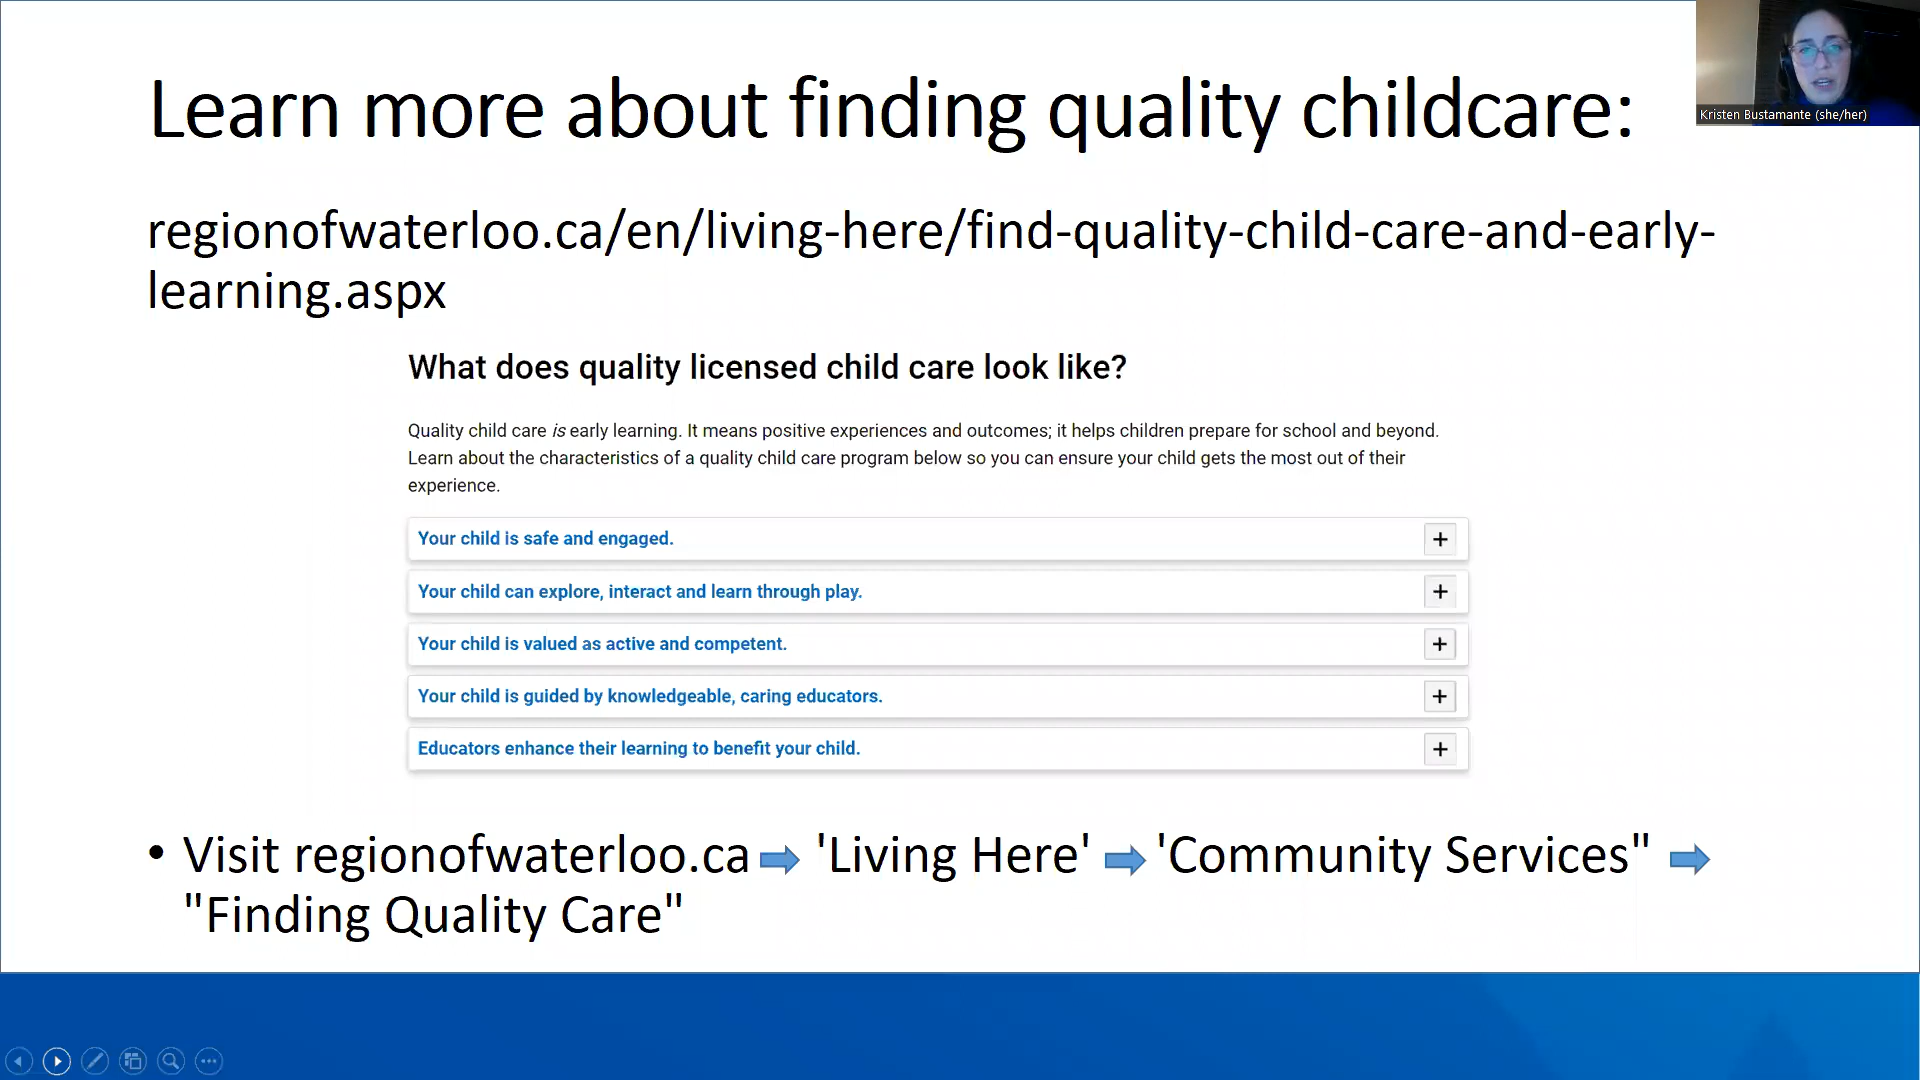 Learn more about finding quality childcare:
Kristen Bustamante (she/her)
regionofwaterloo.ca/en/living-here/find-quality-child-care-and-early-
learning.aspx
What does quality licensed child care look like?
Quality child care is early learning. It means positive experiences and outcomes; it helps children prepare for school and beyond.
Learn about the characteristics of a quality child care program below so you can ensure your child gets the most out of their
experience.
Your child is safe and engaged. +
Your child can explore, interact and learn through play. +
Your child is valued as active and competent. +
Your child is guided by knowledgeable, caring educators. +
Educators enhance their learning to benefit your child. +
• Visit regionofwaterloo.ca ➡ 'Living Here' ➡ 'Community Services" ➡
"Finding Quality Care"